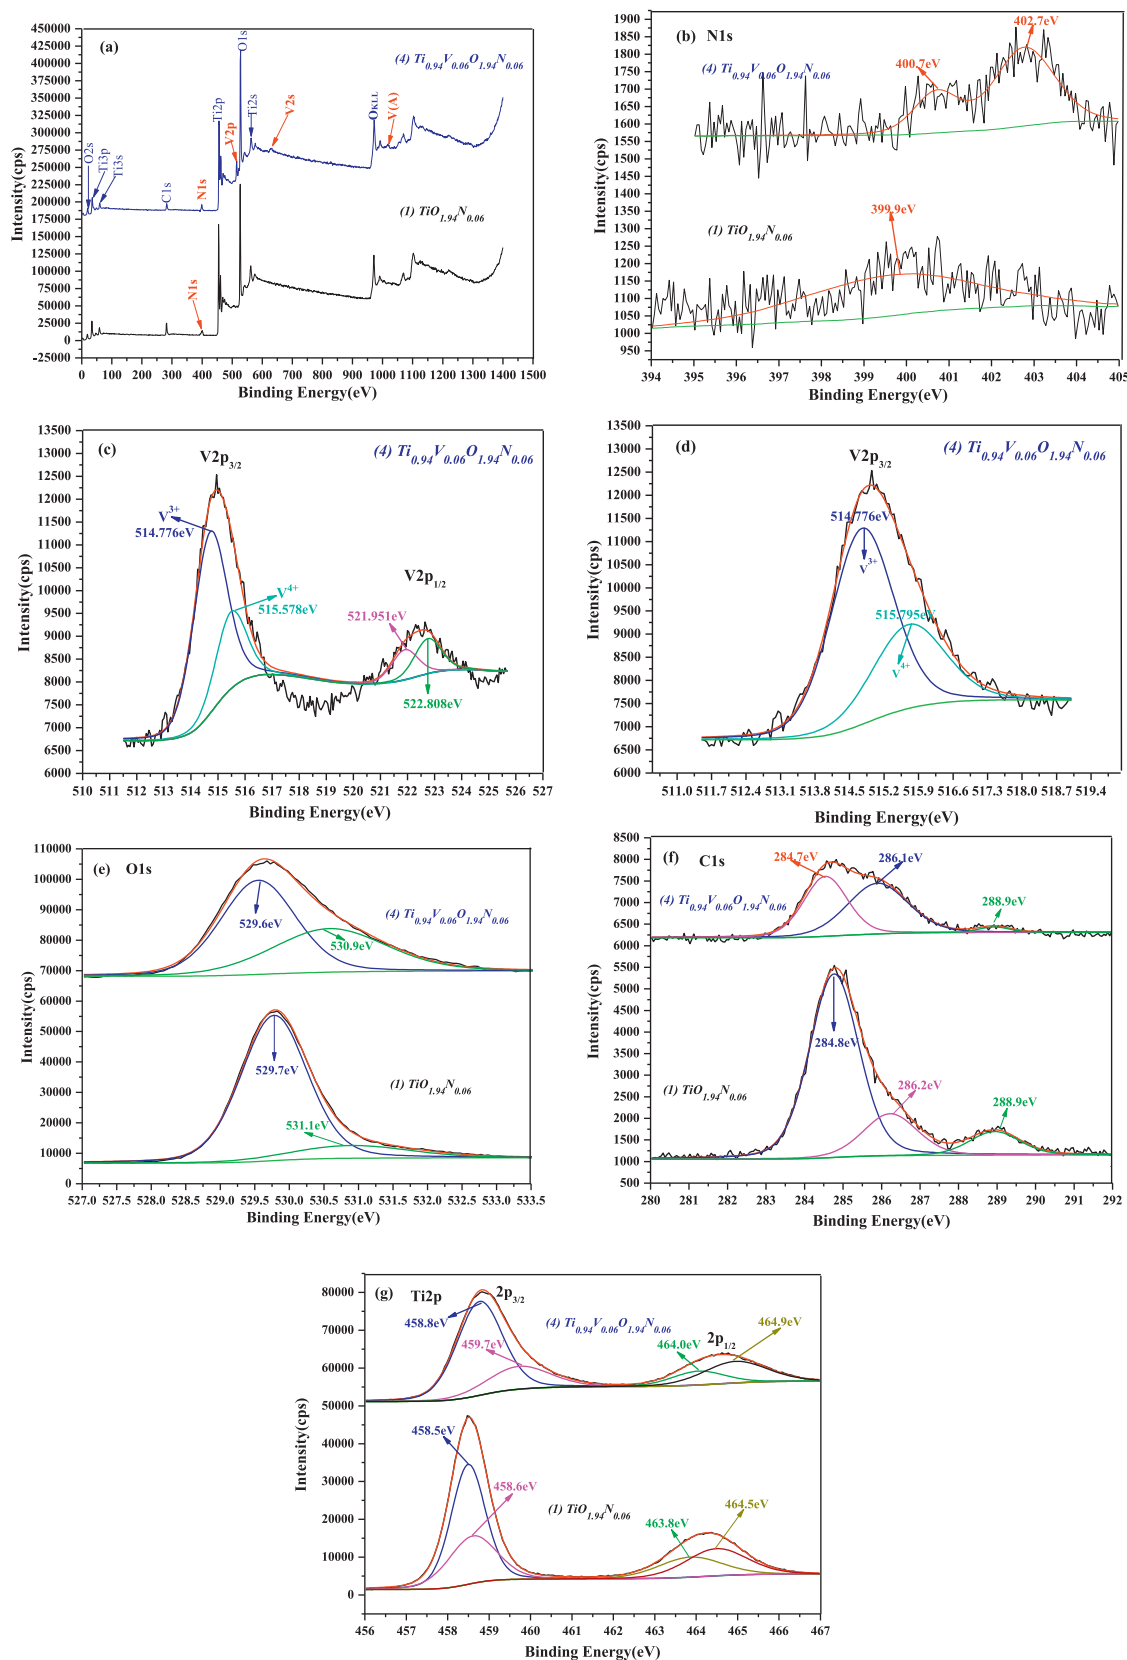 (a)
(4) Ti0.94V0.06O1.94N0.06
(1) TiO1.94N0.06
O2s
Ti3p
Ti3s
C1s
N1s
Ti2p
V2p
O1s
Ti2s
V2s
OKLL
V(A)
N1s
Intensity(cps)
450000
425000
400000
375000
350000
325000
300000
275000
250000
225000
200000
175000
150000
125000
100000
75000
50000
25000
0
-25000
0 100 200 300 400 500 600 700 800 900 1000 1100 1200 1300 1400 1500
Binding Energy(eV)
(b) N1s
402.7eV
400.7eV
(4) Ti0.94V0.06O1.94N0.06
399.9eV
(1) TiO1.94N0.06
Intensity(cps)
1900
1850
1800
1750
1700
1650
1600
1550
1500
1450
1400
1350
1300
1250
1200
1150
1100
1050
1000
950
394 395 396 397 398 399 400 401 402 403 404 405
Binding Energy(eV)
(c)
(4) Ti0.94V0.06O1.94N0.06
V2p3/2
V3+
514.776eV
V4+
515.578eV
V2p1/2
521.951eV
522.808eV
Intensity(cps)
13500
13000
12500
12000
11500
11000
10500
10000
9500
9000
8500
8000
7500
7000
6500
6000
510 511 512 513 514 515 516 517 518 519 520 521 522 523 524 525 526 527
Binding Energy(eV)
(d)
(4) Ti0.94V0.06O1.94N0.06
V2p3/2
514.776eV
V3+
515.795eV
V4+
Intensity(cps)
13500
13000
12500
12000
11500
11000
10500
10000
9500
9000
8500
8000
7500
7000
6500
6000
511.0 511.7 512.4 513.1 513.8 514.5 515.2 515.9 516.6 517.3 518.0 518.7 519.4
Binding Energy(eV)
(e) O1s
(4) Ti0.94V0.06O1.94N0.06
529.6eV
530.9eV
(1) TiO1.94N0.06
529.7eV
531.1eV
Intensity(cps)
110000
100000
90000
80000
70000
60000
50000
40000
30000
20000
10000
0
527.0 527.5 528.0 528.5 529.0 529.5 530.0 530.5 531.0 531.5 532.0 532.5 533.0 533.5
Binding Energy(eV)
(f) C1s
284.7eV
286.1eV
288.9eV
(4) Ti0.94V0.06O1.94N0.06
284.8eV
286.2eV
288.9eV
(1) TiO1.94N0.06
Intensity(cps)
8500
8000
7500
7000
6500
6000
5500
5000
4500
4000
3500
3000
2500
2000
1500
1000
500
280 281 282 283 284 285 286 287 288 289 290 291 292
Binding Energy(eV)
(g) Ti2p
2p3/2
458.8eV
(4) Ti0.94V0.06O1.94N0.06
459.7eV
2p1/2
464.0eV
464.9eV
458.5eV
458.6eV
(1) TiO1.94N0.06
463.8eV
464.5eV
Intensity(cps)
80000
70000
60000
50000
40000
30000
20000
10000
0
456 457 458 459 460 461 462 463 464 465 466 467
Binding Energy(eV)